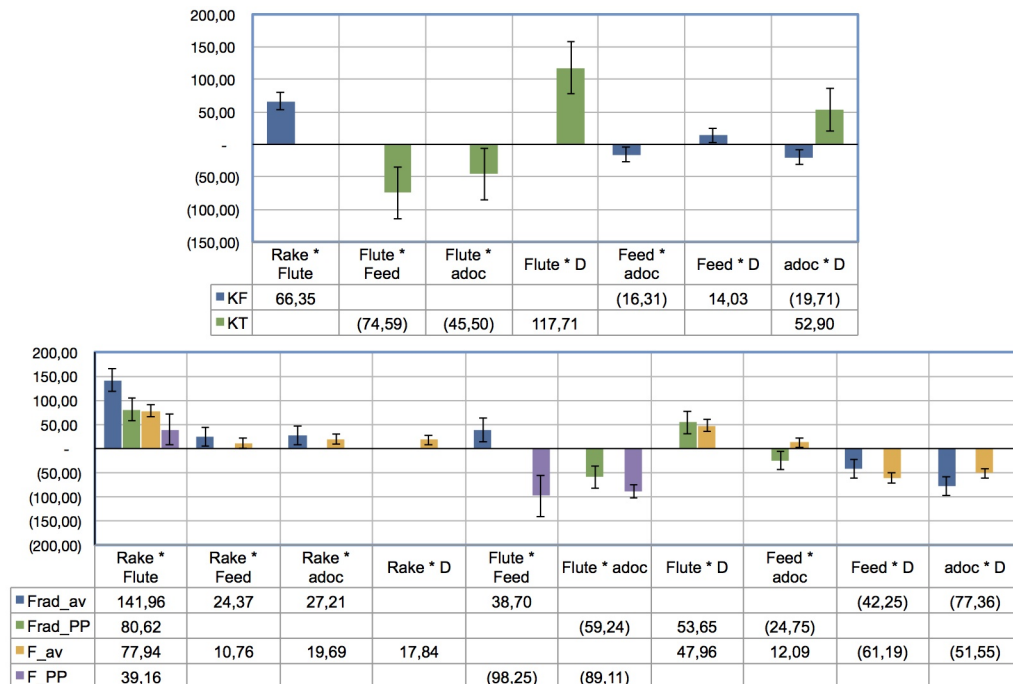 200,00
150,00
100,00
50,00
-
(50,00)
(100,00)
(150,00)
Rake * Flute * Flute * Flute * D Feed * Feed * D adoc * D
Flute Feed adoc adoc
KF 66,35 (16,31) 14,03 (19,71)
KT (74,59) (45,50) 117,71 52,90
200,00
150,00
100,00
50,00
-
(50,00)
(100,00)
(150,00)
(200,00)
Rake * Rake * Rake * Rake * D Flute * Flute * adoc Flute * D Feed * Feed * D adoc * D
Flute Feed adoc Feed adoc
Frad_av 141,96 24,37 27,21 38,70 (42,25) (77,36)
Frad_PP 80,62 (59,24) 53,65 (24,75)
F_av 77,94 10,76 19,69 17,84 47,96 12,09 (61,19) (51,55)
F_PP 39,16 (98,25) (89,11)